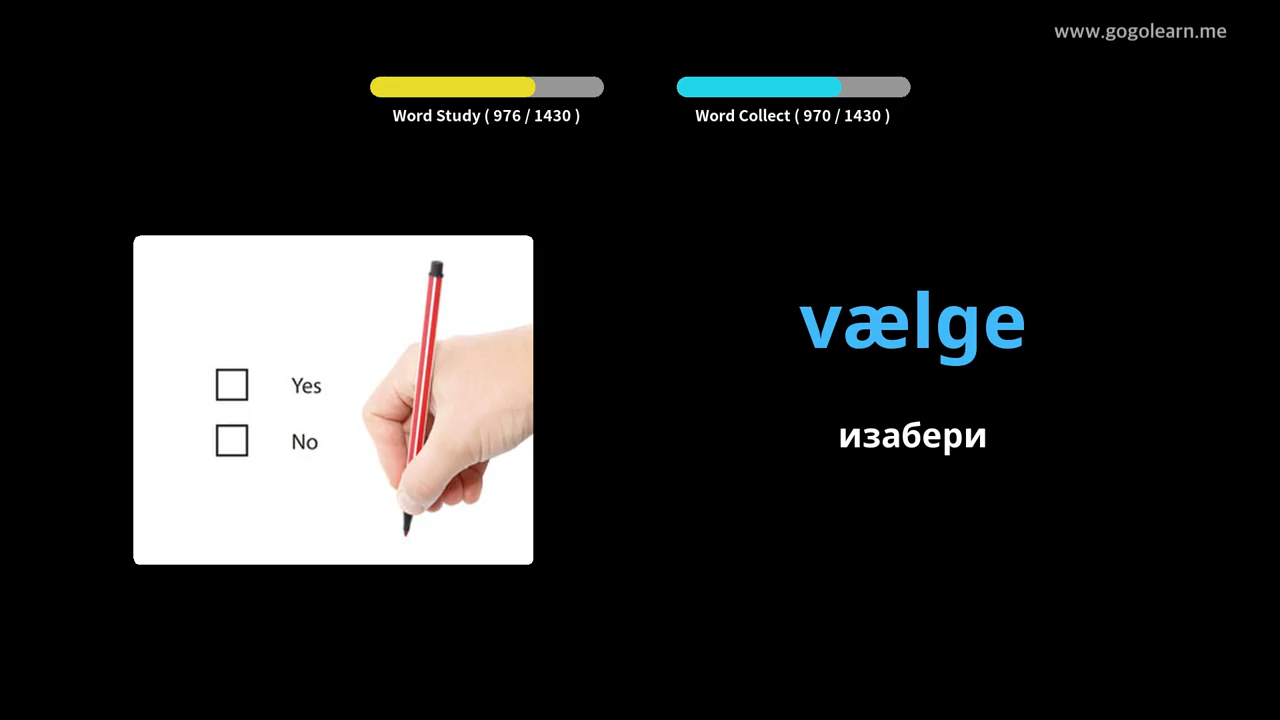 www.gogolearn.me
Word Study ( 976 / 1430 )
Word Collect ( 970 / 1430 )
Yes
No
vælge
изабери